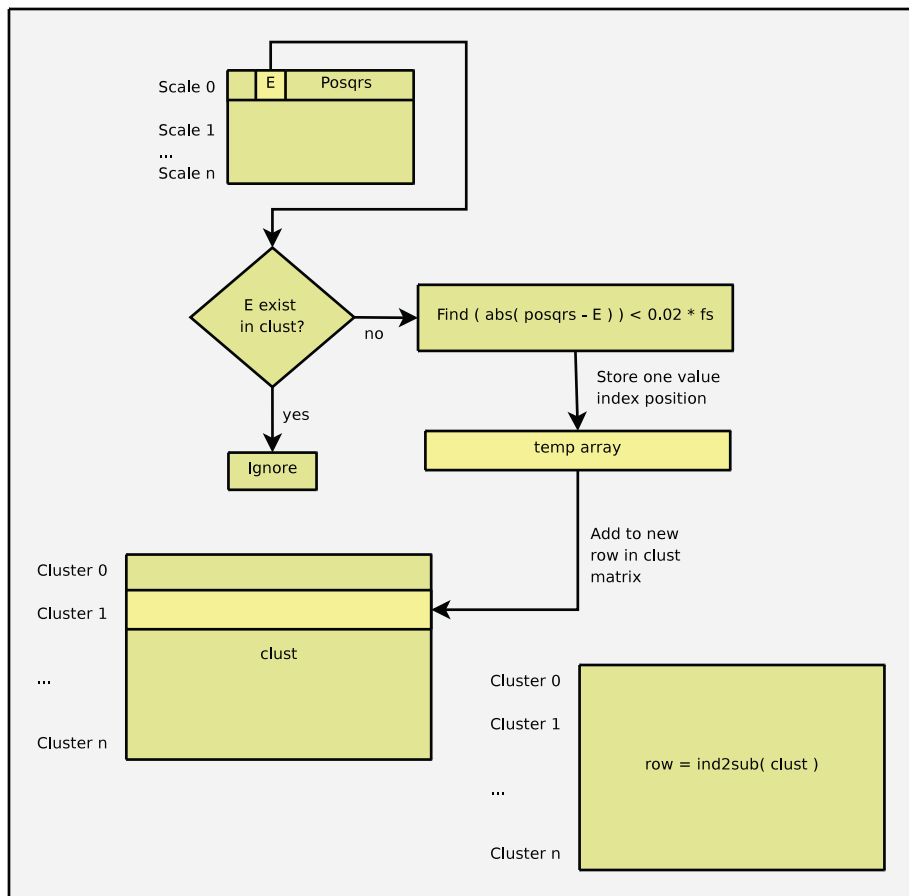 Scale 0
E
Posqrs
Scale 1
...
Scale n
E exist
in clust?
no
Find ( abs( posqrs - E ) ) < 0.02 * fs
yes
Store one value
index position
Ignore
temp array
Add to new
row in clust
matrix
Cluster 0
Cluster 1
clust
...
Cluster n
Cluster 0
Cluster 1
row = ind2sub( clust )
...
Cluster n